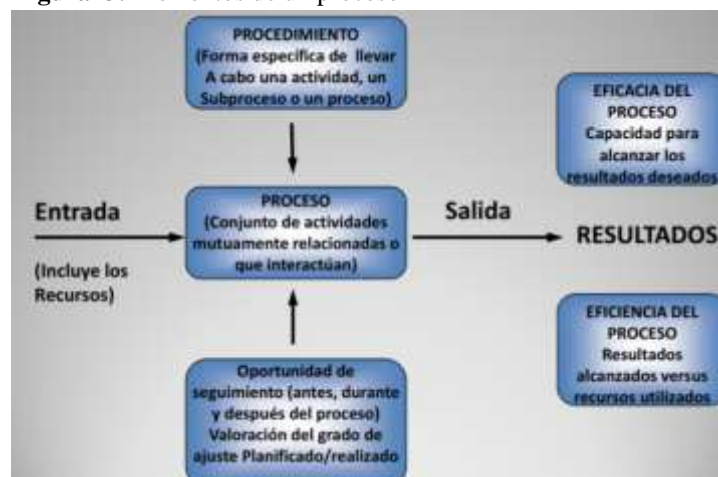 PROCEDIMIENTO
(Forma específica de llevar
A cabo una actividad, un
Subproceso o un proceso)
EFICACIA DEL
PROCESO
Capacidad para
alcanzar los
resultados deseados
Entrada
(Incluye los
Recursos)
PROCESO
(Conjunto de actividades
mutuamente relacionadas o
que interactúan)
Salida
RESULTADOS
EFICIENCIA DEL
PROCESO
Resultados
alcanzados versus
recursos utilizados
Oportunidad de
seguimiento (antes, durante
y después del proceso)
Valoración del grado de
ajuste Planificado/realizado